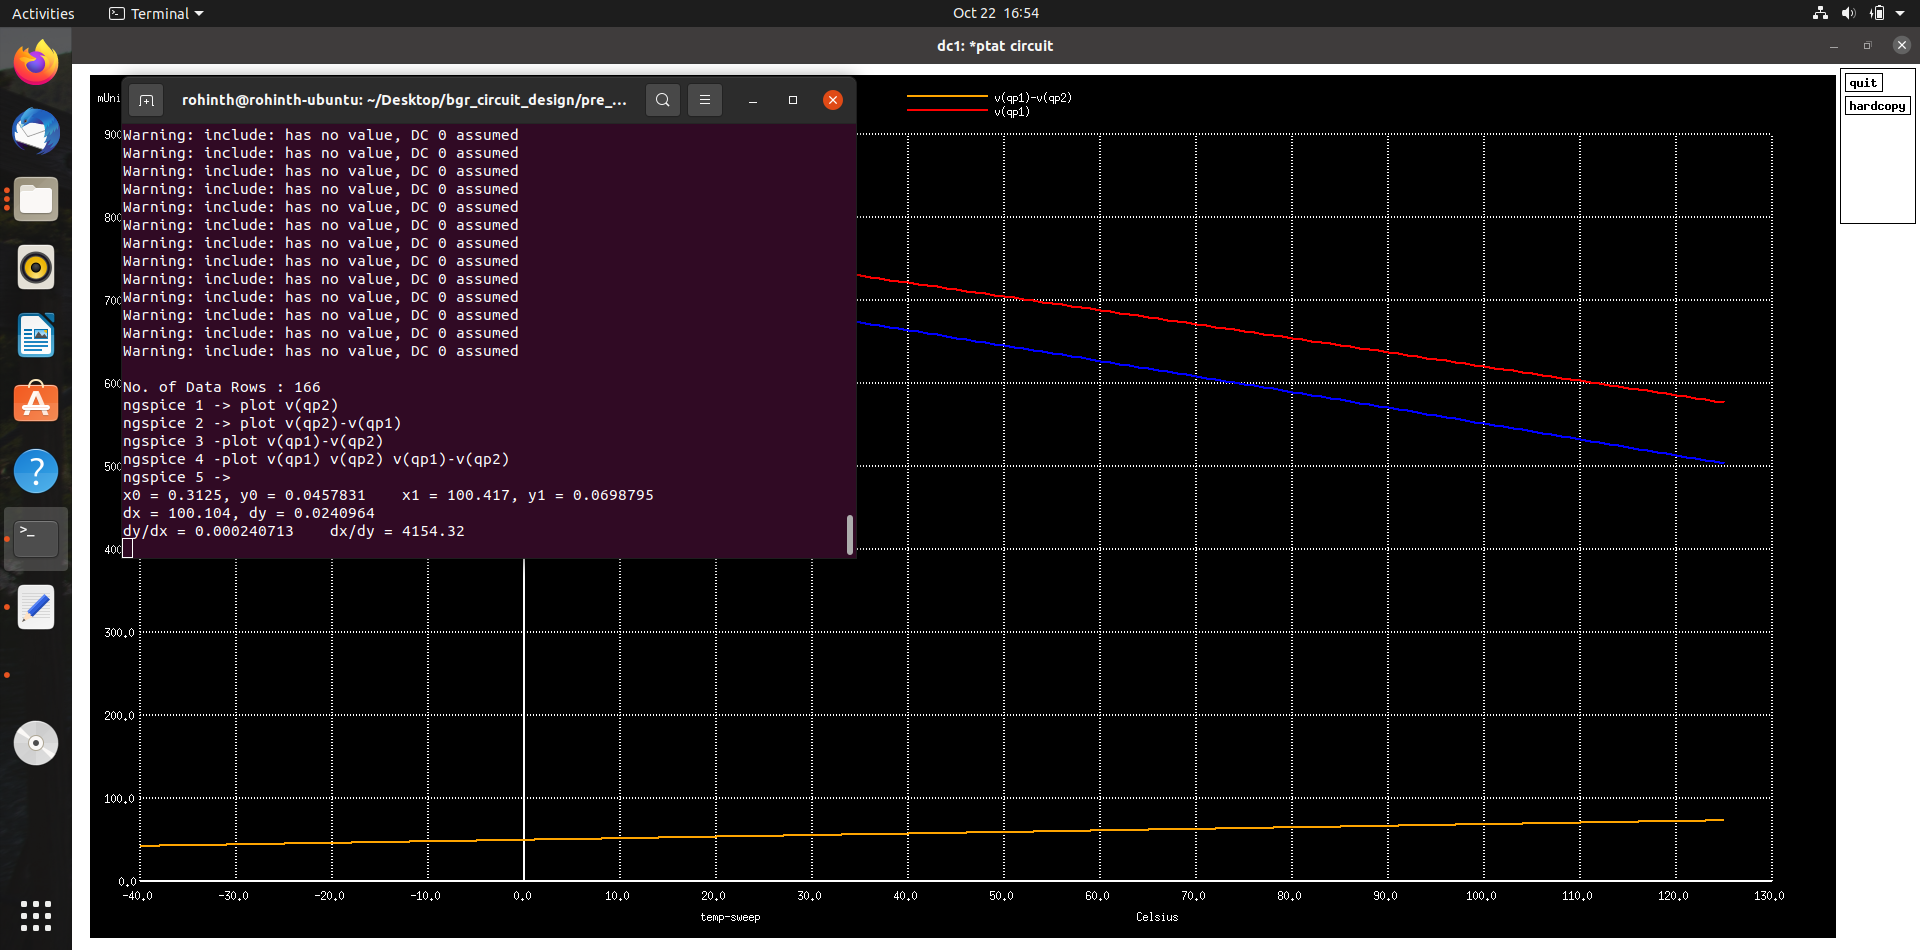 Activities
Terminal
Oct 22 16:54
dc1: *ptat circuit
quit
hardcopy
mUni
rohinth@rohinth-ubuntu: ~/Desktop/bgr_circuit_design/pre_...
v(qp1)-v(qp2)
v(qp1)
Warning: include: has no value, DC 0 assumed
Warning: include: has no value, DC 0 assumed
Warning: include: has no value, DC 0 assumed
Warning: include: has no value, DC 0 assumed
Warning: include: has no value, DC 0 assumed
Warning: include: has no value, DC 0 assumed
Warning: include: has no value, DC 0 assumed
Warning: include: has no value, DC 0 assumed
Warning: include: has no value, DC 0 assumed
Warning: include: has no value, DC 0 assumed
Warning: include: has no value, DC 0 assumed
Warning: include: has no value, DC 0 assumed
Warning: include: has no value, DC 0 assumed
No. of Data Rows : 166
ngspice 1 -> plot v(qp2)
ngspice 2 -> plot v(qp2)-v(qp1)
ngspice 3 -plot v(qp1)-v(qp2)
ngspice 4 -plot v(qp1) v(qp2) v(qp1)-v(qp2)
ngspice 5 ->
x0 = 0.3125, y0 = 0.0457831    x1 = 100.417, y1 = 0.0698795
dx = 100.104, dy = 0.0240964
dy/dx = 0.000240713    dx/dy = 4154.32
900
800
700
600
500
400
300.0
200.0
100.0
0.0
-40.0 -30.0 -20.0 -10.0 0.0 10.0 20.0 30.0 40.0 50.0 60.0 70.0 80.0 90.0 100.0 110.0 120.0 130.0
temp-sweep Celsius